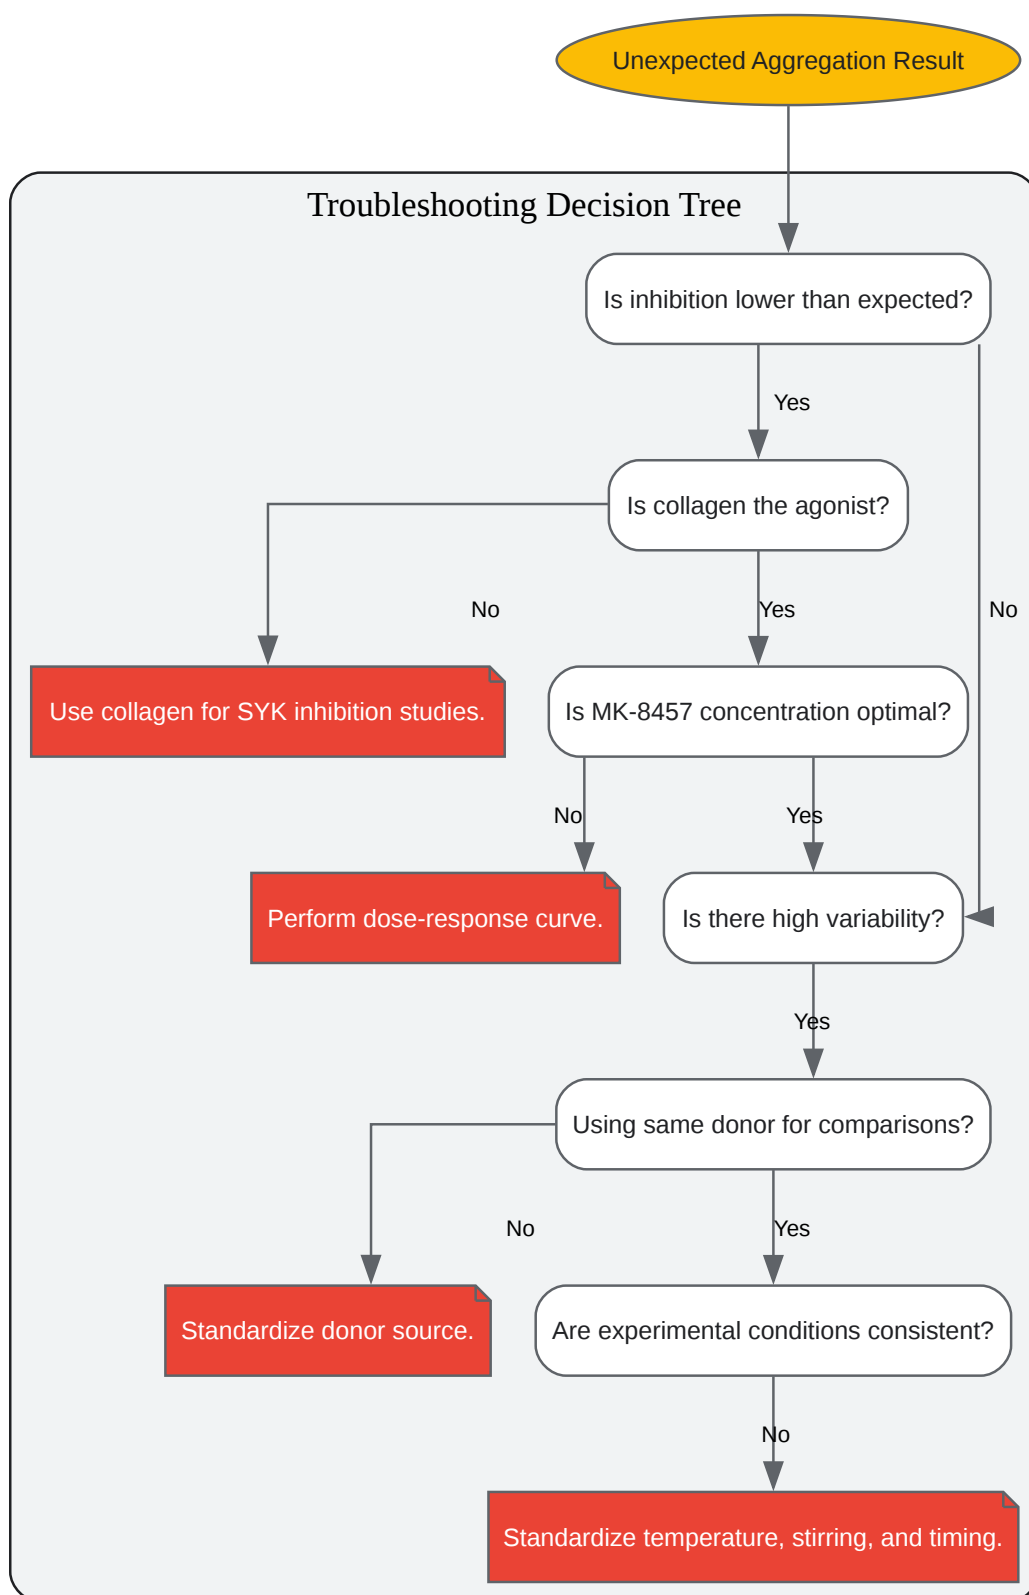 Unexpected Aggregation Result
Troubleshooting Decision Tree
Is inhibition lower than expected?
Yes
Is collagen the agonist?
No
Yes
No
Use collagen for SYK inhibition studies.
Is MK-8457 concentration optimal?
No
Yes
Perform dose-response curve.
Is there high variability?
Yes
Using same donor for comparisons?
No
Yes
Standardize donor source.
Are experimental conditions consistent?
No
Standardize temperature, stirring, and timing.